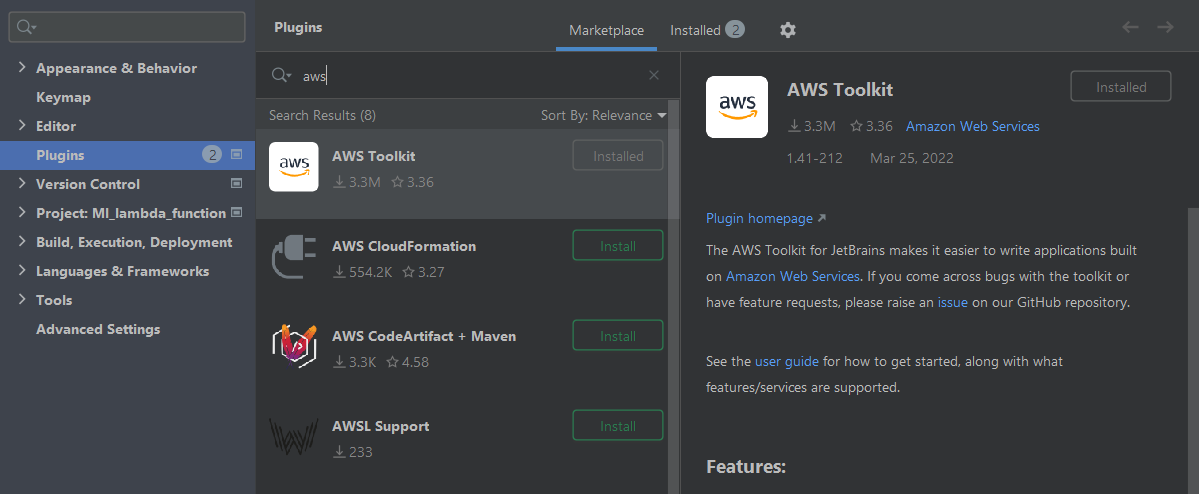 Plugins
Marketplace
Installed 2
Appearance & Behavior
Keymap
Editor
Plugins 2
Version Control
Project: Ml_lambda_function
Build, Execution, Deployment
Languages & Frameworks
Tools
Advanced Settings
aws
Search Results (8)
Sort By: Relevance
aws
AWS Toolkit
3.3M 3.36
Installed
AWS CloudFormation
554.2K 3.27
Install
AWS CodeArtifact + Maven
3.3K 4.58
Install
AWSL Support
233
Install
aws
AWS Toolkit
Installed
3.3M 3.36 Amazon Web Services
1.41-212 Mar 25, 2022
Plugin homepage
The AWS Toolkit for JetBrains makes it easier to write applications built
on Amazon Web Services. If you come across bugs with the toolkit or
have feature requests, please raise an issue on our GitHub repository.
See the user guide for how to get started, along with what
features/services are supported.
Features: